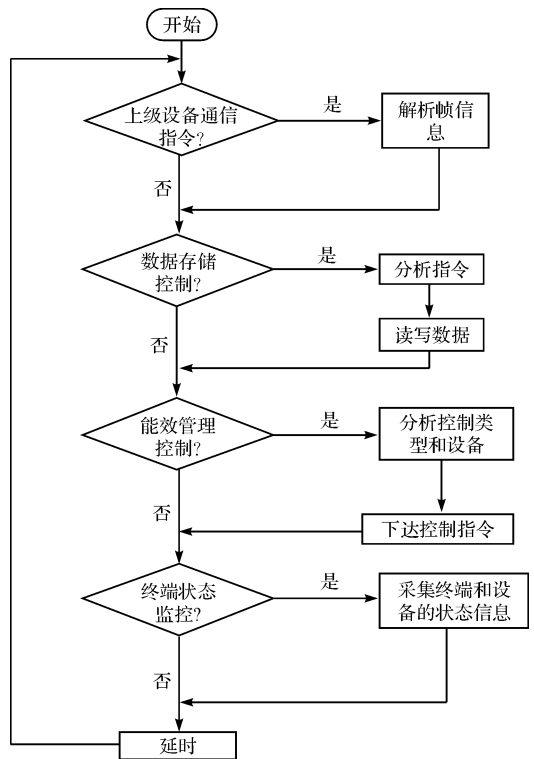 开始
上级设备通信
指令?
是
解析帧信
息
否
数据存储
控制?
是
分析指令
读写数据
否
能效管理
控制?
是
分析控制类
型和设备
否
下达控制指令
终端状态
监控?
是
采集终端和设
备的状态信息
否
延时